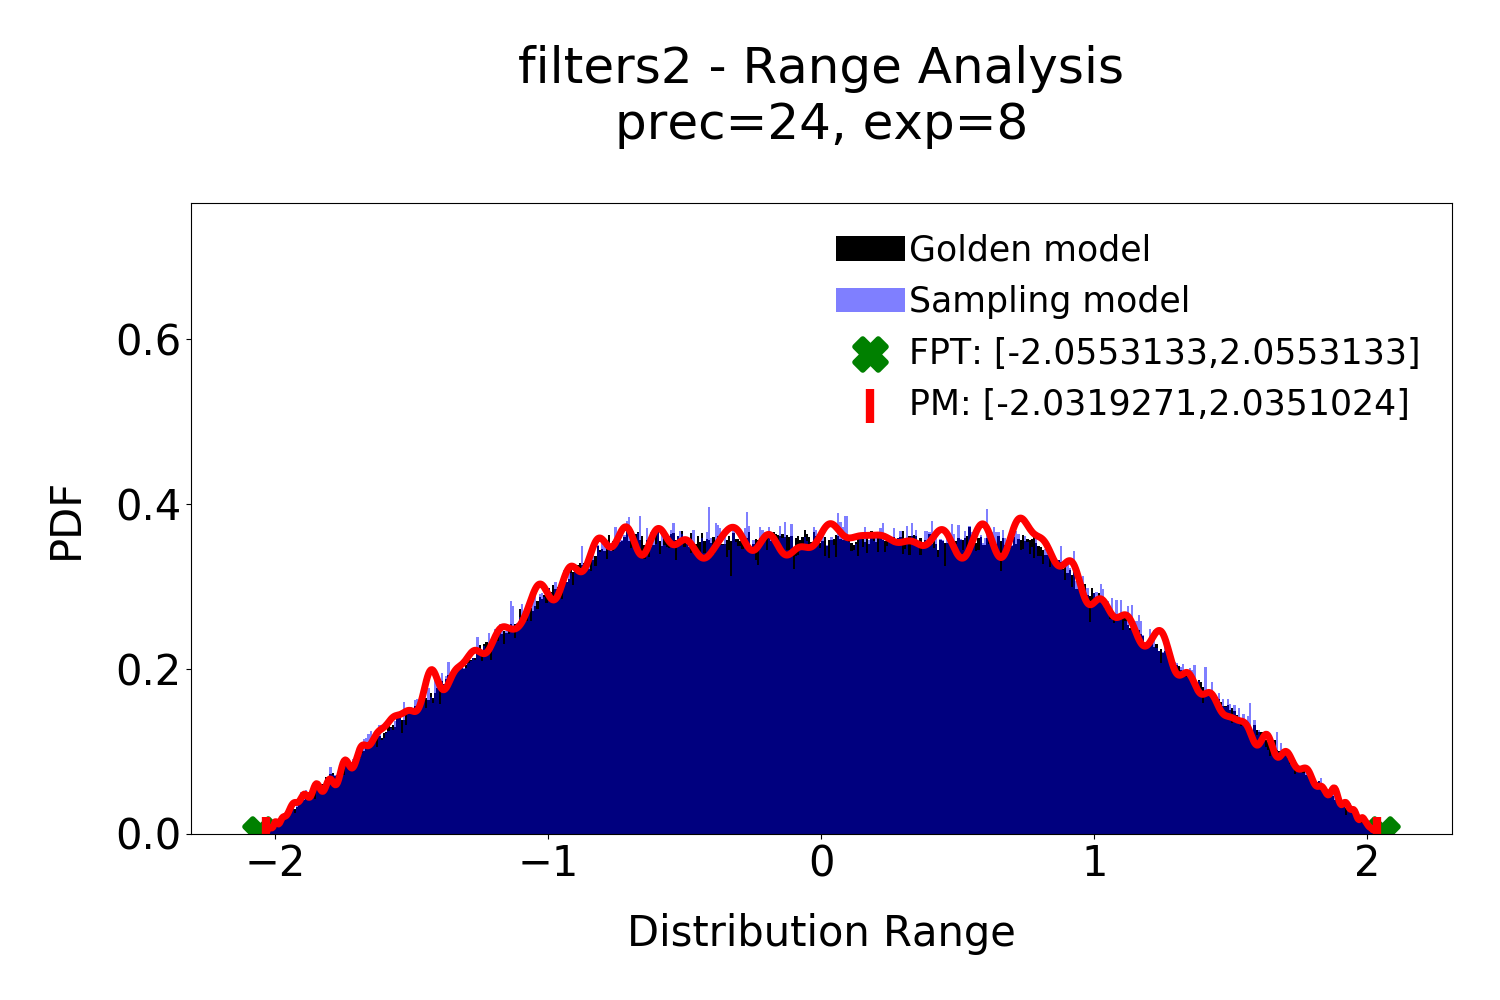 filters2 - Range Analysis
prec=24, exp=8
Golden model
Sampling model
FPT: [-2.0553133,2.0553133]
PM: [-2.0319271,2.0351024]
0.6
0.4
0.2
0.0
PDF
−2 −1 0 1 2
Distribution Range